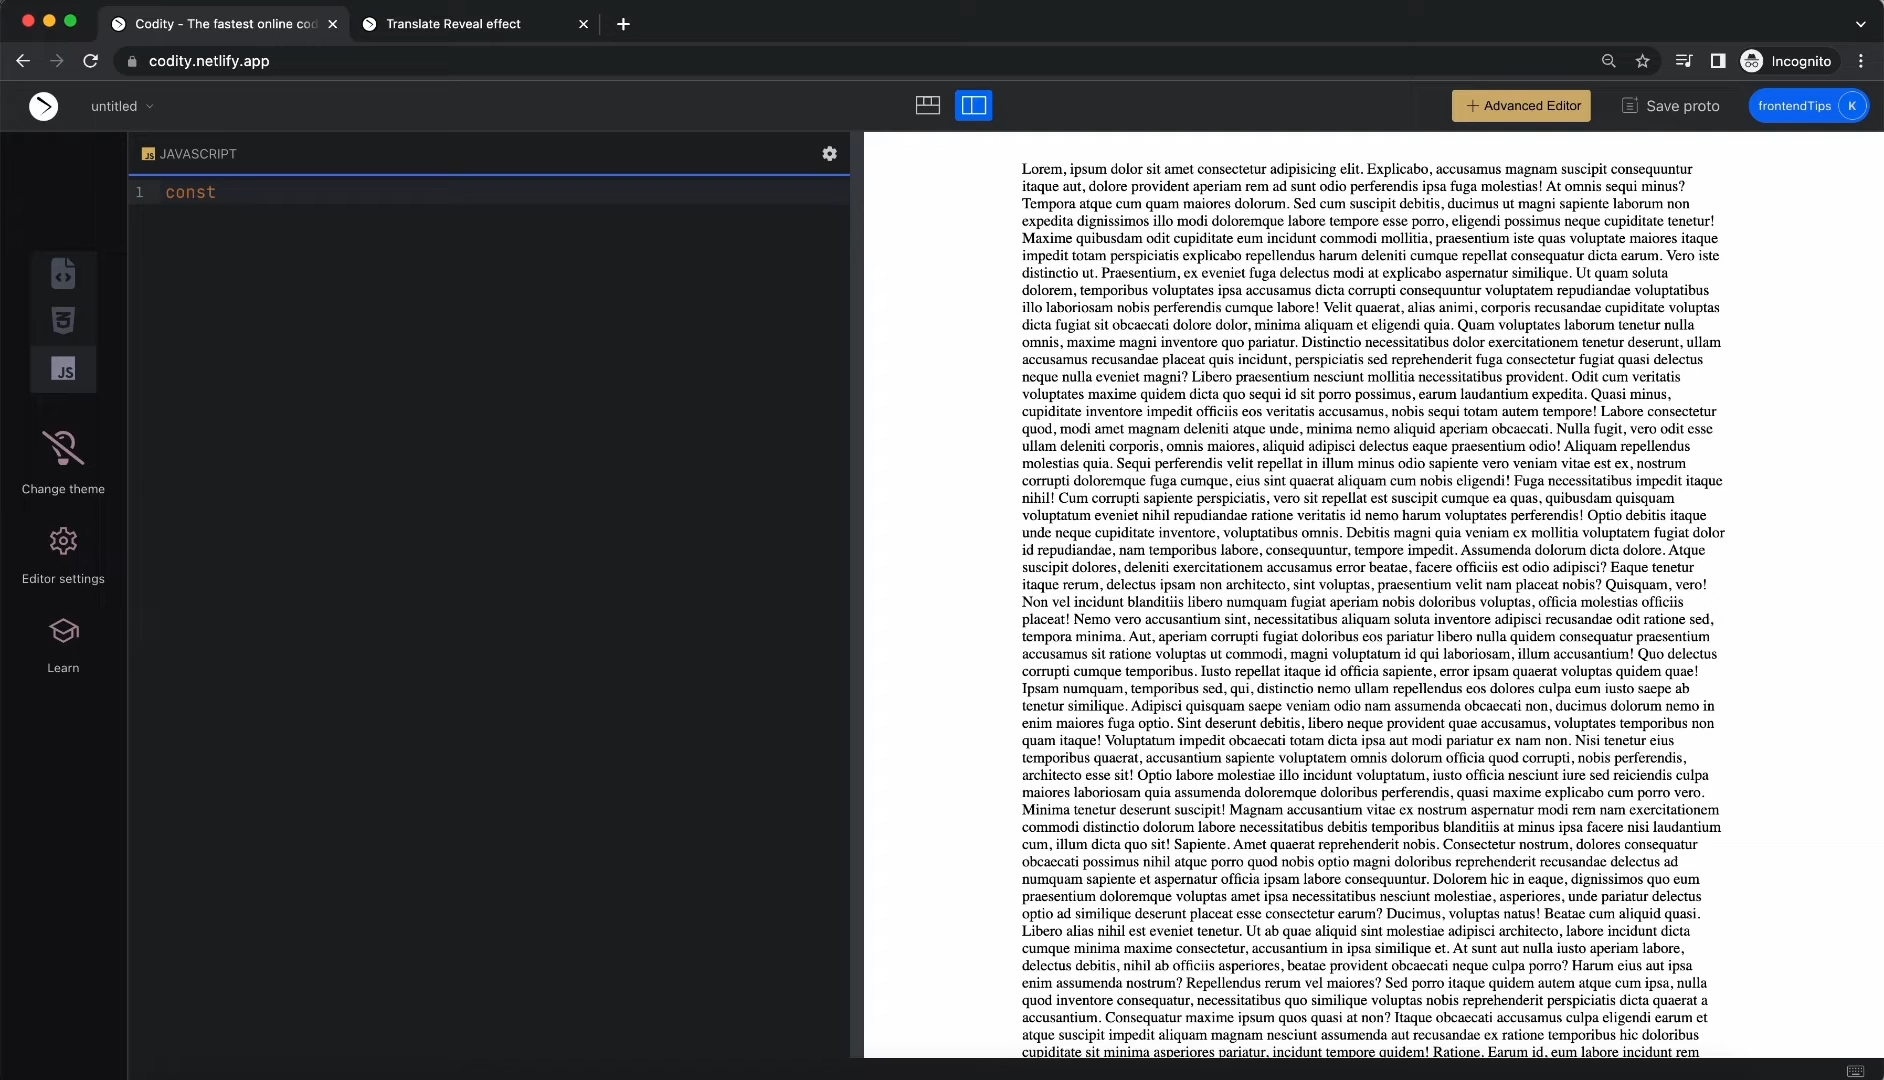 Codity - The fastest online cod
Translate Reveal effect
codity.netlify.app
Incognito
untitled
Advanced Editor
Save proto
frontendTips K
JS JAVASCRIPT
1 const
JS
Change theme
Editor settings
Learn
Lorem, ipsum dolor sit amet consectetur adipisicing elit. Explicabo, accusamus magnam suscipit consequuntur
itaque aut, dolore provident aperiam rem ad sunt odio perferendis ipsa fuga molestias! At omnis sequi minus?
Tempora atque cum quam maiores dolorum. Sed cum suscipit debitis, ducimus ut magni sapiente laborum non
expedita dignissimos illo modi doloremque labore tempore esse porro, eligendi possimus neque cupiditate tenetur!
Maxime quibusdam odit cupiditate eum incidunt commodi mollitia, praesentium iste quas voluptate maiores itaque
impedit totam perspiciatis explicabo repellendus harum deleniti cumque repellat consequatur dicta earum. Vero iste
distinctio ut. Praesentium, ex eveniet fuga delectus modi at explicabo aspernatur similique. Ut quam soluta
dolorem, temporibus voluptates ipsa accusamus dicta corrupti consequuntur voluptatem repudiandae voluptatibus
illo laboriosam nobis perferendis cumque labore! Velit quaerat, alias animi, corporis recusandae cupiditate voluptas
dicta fugiat sit obcaecati dolore dolor, minima aliquam et eligendi quia. Quam voluptates laborum tenetur nulla
omnis, maxime magni inventore quo pariatur. Distinctio necessitatibus dolor exercitationem tenetur deserunt, ullam
accusamus recusandae placeat quis incidunt, perspiciatis sed reprehenderit fuga consectetur fugiat quasi delectus
neque nulla eveniet magni? Libero praesentium nesciunt mollitia necessitatibus provident. Odit cum veritatis
voluptates maxime quidem dicta quo sequi id sit porro possimus, earum laudantium expedita. Quasi minus,
cupiditate inventore impedit officiis eos veritatis accusamus, nobis sequi totam autem tempore! Labore consectetur
quod, modi amet magnam deleniti atque unde, minima nemo aliquid aperiam obcaecati. Nulla fugit, vero odit esse
ullam deleniti corporis, omnis maiores, aliquid adipisci delectus eaque praesentium odio! Aliquam repellendus
molestias quia. Sequi perferendis velit repellat in illum minus odio sapiente vero veniam vitae est ex, nostrum
corrupti doloremque fuga cumque, eius sint quaerat aliquam cum nobis eligendi! Fuga necessitatibus impedit itaque
nihil! Cum corrupti sapiente perspiciatis, vero sit repellat est suscipit cumque ea quas, quibusdam quisquam
voluptatum eveniet nihil repudiandae ratione veritatis id nemo harum voluptates perferendis! Optio debitis itaque
unde neque cupiditate inventore, voluptatibus omnis. Debitis magni quia veniam ex mollitia voluptatem fugiat dolor
id repudiandae, nam temporibus labore, consequuntur, tempore impedit. Assumenda dolorum dicta dolore. Atque
suscipit dolores, deleniti exercitationem accusamus error beatae, facere officiis est odio adipisci? Eaque tenetur
itaque rerum, delectus ipsam non architecto, sint voluptas, praesentium velit nam placeat nobis? Quisquam, vero!
Non vel incidunt blanditiis libero numquam fugiat aperiam nobis doloribus voluptas, officia molestias officiis
placeat! Nemo vero accusantium sint, necessitatibus aliquam soluta inventore adipisci recusandae odit ratione sed,
tempora minima. Aut, aperiam corrupti fugiat doloribus eos pariatur libero nulla quidem consequatur praesentium
accusamus sit ratione voluptas ut commodi, magni voluptatum id qui laboriosam, illum accusantium! Quo delectus
corrupti cumque temporibus. Iusto repellat itaque id officia sapiente, error ipsam quaerat voluptas quidem quae!
Ipsam numquam, temporibus sed, qui, distinctio nemo ullam repellendus eos dolores culpa eum iusto saepe ab
tenetur similique. Adipisci quisquam saepe veniam odio nam assumenda obcaecati non, ducimus dolorum nemo in
enim maiores fuga optio. Sint deserunt debitis, libero neque provident quae accusamus, voluptates temporibus non
quam itaque! Voluptatum impedit obcaecati totam dicta ipsa aut modi pariatur ex nam non. Nisi tenetur eius
temporibus quaerat, accusantium sapiente voluptatem omnis dolorum officia quod corrupti, nobis perferendis,
architecto esse sit! Optio labore molestiae illo incidunt voluptatum, iusto officia nesciunt iure sed reiciendis culpa
maiores laboriosam quia assumenda doloremque doloribus perferendis, quasi maxime explicabo cum porro vero.
Minima tenetur deserunt suscipit! Magnam accusantium vitae ex nostrum aspernatur modi rem nam exercitationem
commodi distinctio dolorum labore necessitatibus debitis temporibus blanditiis at minus ipsa facere nisi laudantium
cum, illum dicta quo sit! Sapiente. Amet quaerat reprehenderit nobis. Consectetur nostrum, dolores consequatur
obcaecati possimus nihil atque porro quod nobis optio magni doloribus reprehenderit recusandae delectus ad
numquam sapiente et aspernatur officia ipsam labore consequuntur. Dolorem hic in eaque, dignissimos quo eum
praesentium doloremque voluptas amet ipsa necessitatibus nesciunt molestiae, asperiores, unde pariatur delectus
optio ad similique deserunt placeat esse consectetur earum? Ducimus, voluptas natus! Beatae cum aliquid quasi.
Libero alias nihil est eveniet tenetur. Ut ab quae aliquid sint molestiae adipisci architecto, labore incidunt dicta
cumque minima maxime consectetur, accusantium in ipsa similique et. At sunt aut nulla iusto aperiam labore,
delectus debitis, nihil ab officiis asperiores, beatae provident obcaecati neque culpa porro? Harum eius aut ipsa
enim assumenda nostrum? Repellendus rerum vel maiores? Sed porro itaque quidem autem atque cum ipsa, nulla
quod inventore consequatur, necessitatibus quo similique voluptas nobis reprehenderit perspiciatis dicta quaerat a
accusantium. Consequatur maxime ipsum quos quasi at non? Itaque obcaecati accusamus culpa eligendi earum et
atque suscipit impedit aliquam magnam nesciunt assumenda aut recusandae ex ratione temporibus hic doloribus
cupiditate sit minima asperiores pariatur, incidunt tempore quidem! Ratione. Earum id, eum labore incidunt rem